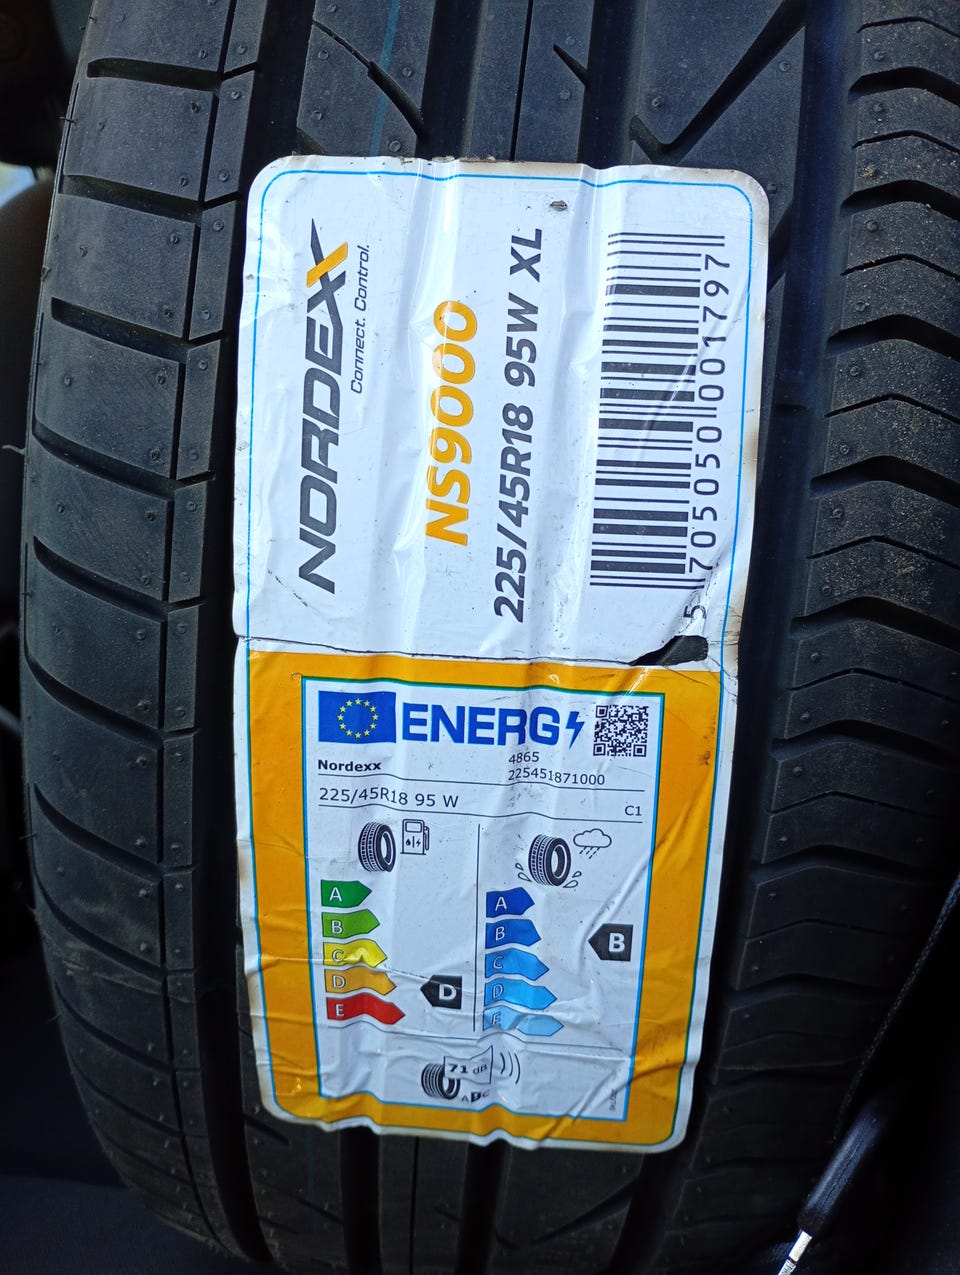 NORDEXX
Connect. Control.
NS9000
225/45R18 95W XL
5 705050 001797
ENERG
Nordexx
4865
225451871000
225/45R18 95 W
C1
A
B
C
D
E
D
A
B
C
D
E
B
71 dB
A B C